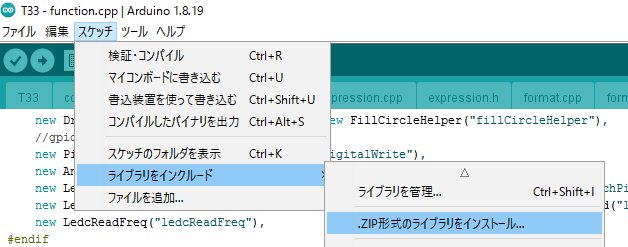 T33 - function.cpp | Arduino 1.8.19
ファイル 編集 スケッチ ツール ヘルプ
検証・コンパイル Ctrl+R
マイコンボードに書き込む Ctrl+U
書込装置を使って書き込む Ctrl+Shift+U
コンパイルしたバイナリを出力 Ctrl+Alt+S
スケッチのフォルダを表示 Ctrl+K
ライブラリをインクルード
ファイルを追加...
△
ライブラリを管理... Ctrl+Shift+I
.ZIP形式のライブラリをインストール...
T33 co pression.cpp expression.h format.cpp forn
new Dr ew FillCircleHelper("fillCircleHelper"),
//gpio
new Pi igitalWrite"),
new An
new Le chPi
new Le d("l
new LedcReadFreq("ledcReadFreq"),
#endif